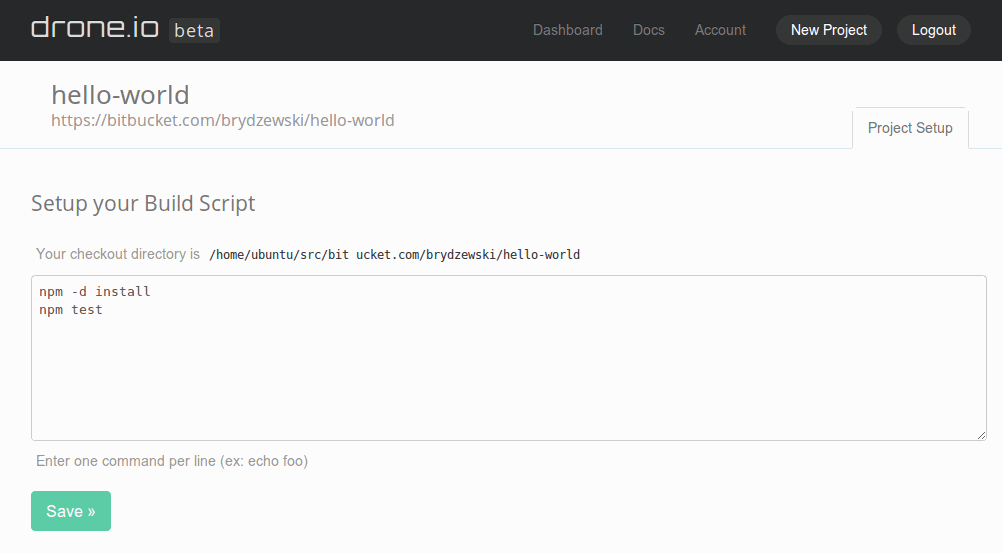 drone.io beta
Dashboard Docs Account New Project Logout
hello-world
https://bitbucket.com/brydzewski/hello-world
Project Setup
Setup your Build Script
Your checkout directory is /home/ubuntu/src/bit ucket.com/brydzewski/hello-world
npm -d install
npm test
Enter one command per line (ex: echo foo)
Save »